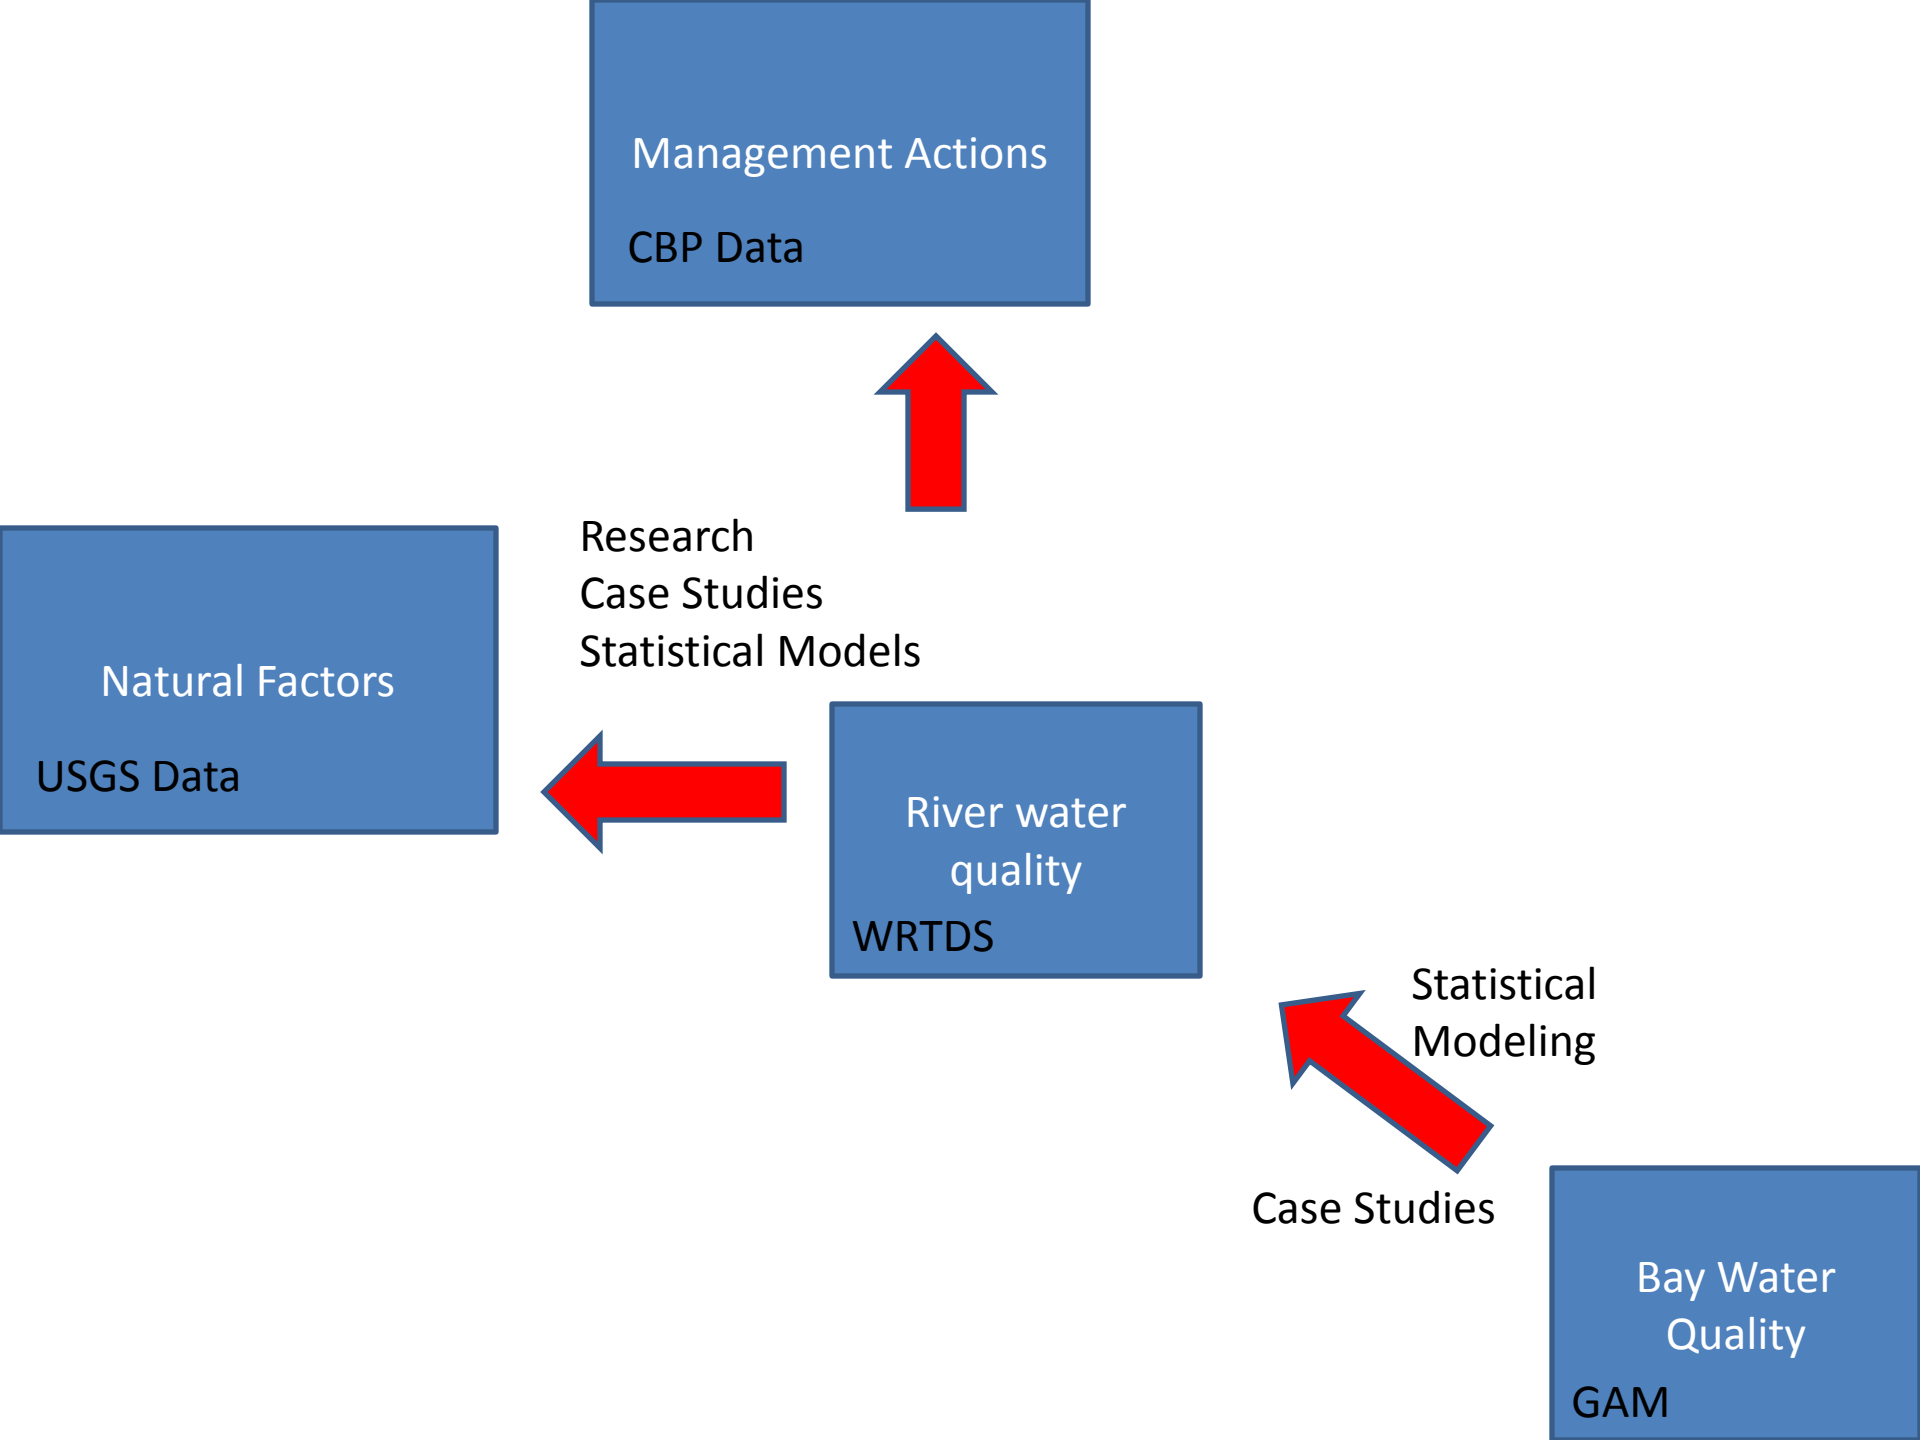 Management Actions
CBP Data
Research
Case Studies
Statistical Models
Natural Factors
USGS Data
River water
quality
WRTDS
Statistical
Modeling
Case Studies
Bay Water
Quality
GAM